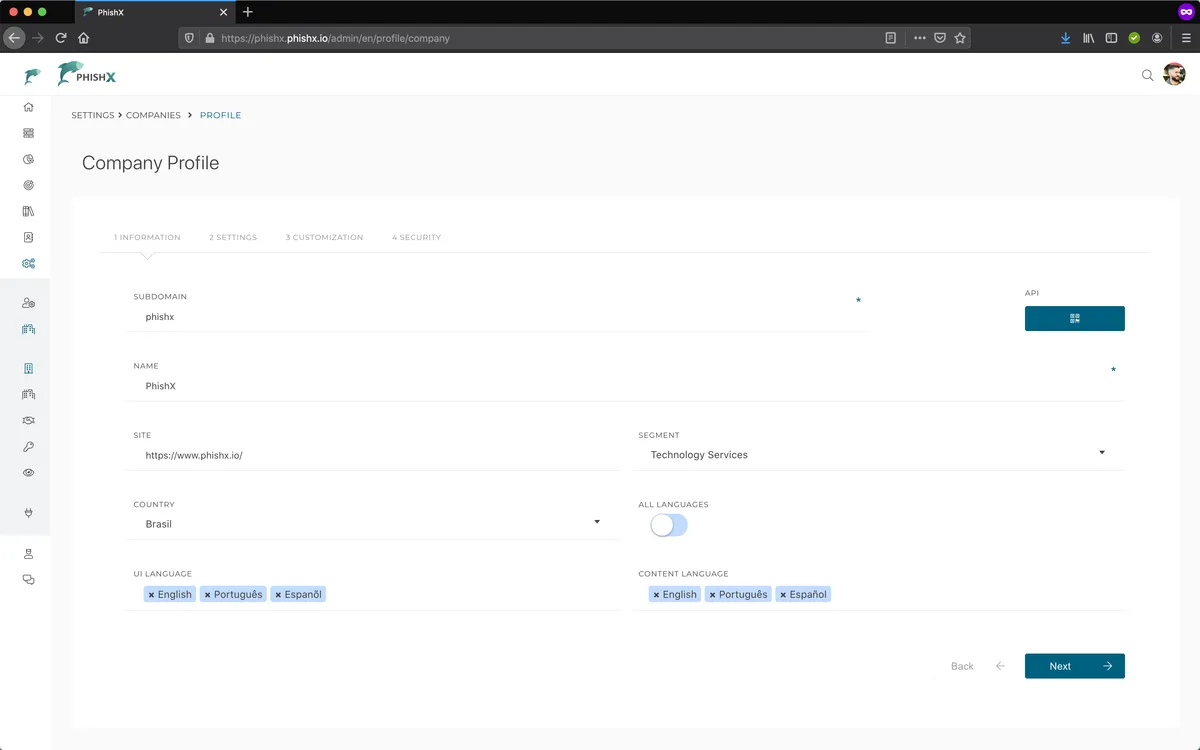 PhishX
https://phishx.phishx.io/admin/en/profile/company
PHISHX
SETTINGS > COMPANIES > PROFILE
Company Profile
1 INFORMATION 2 SETTINGS 3 CUSTOMIZATION 4 SECURITY
SUBDOMAIN * API
phishx
NAME *
PhishX
SITE SEGMENT
https://www.phishx.io/ Technology Services
COUNTRY ALL LANGUAGES
Brasil
UI LANGUAGE CONTENT LANGUAGE
× English × Português × Espanõl × English × Português × Español
Back ← Next →